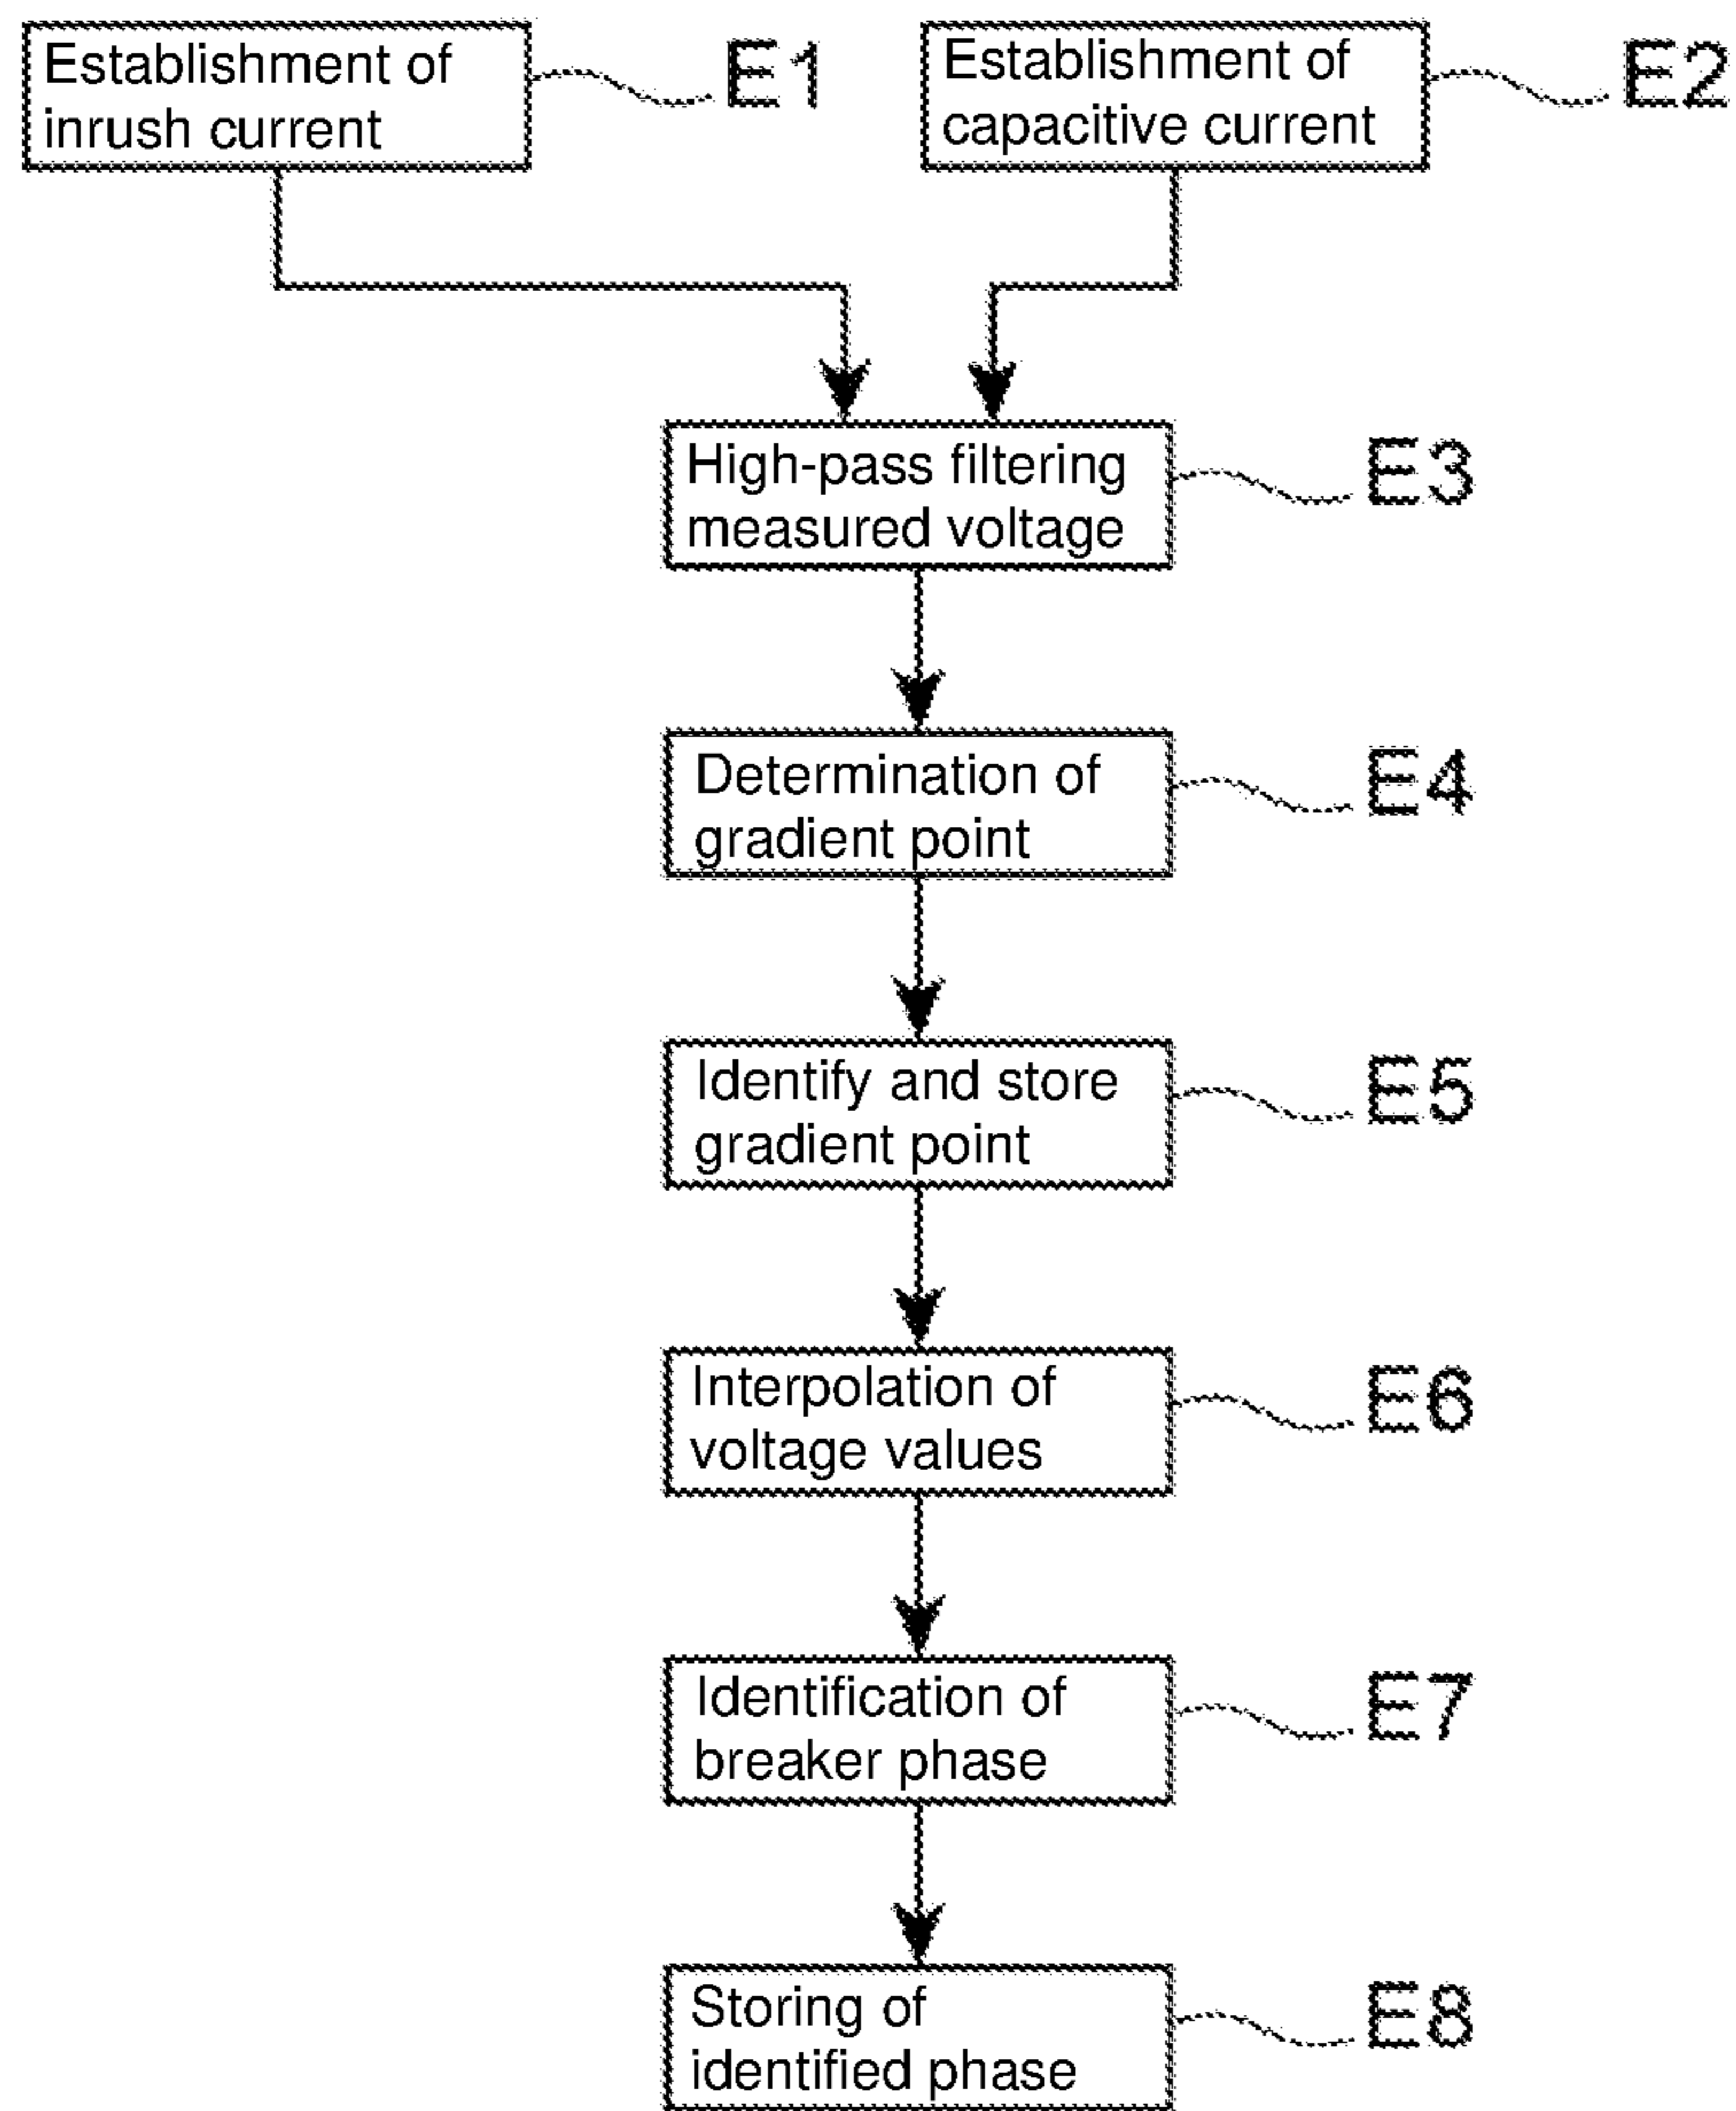 Establishment of
inrush current
E1
Establishment of
capacitive current
E2
High-pass filtering
measured voltage
E3
Determination of
gradient point
E4
Identify and store
gradient point
E5
Interpolation of
voltage values
E6
Identification of
breaker phase
E7
Storing of
identified phase
E8